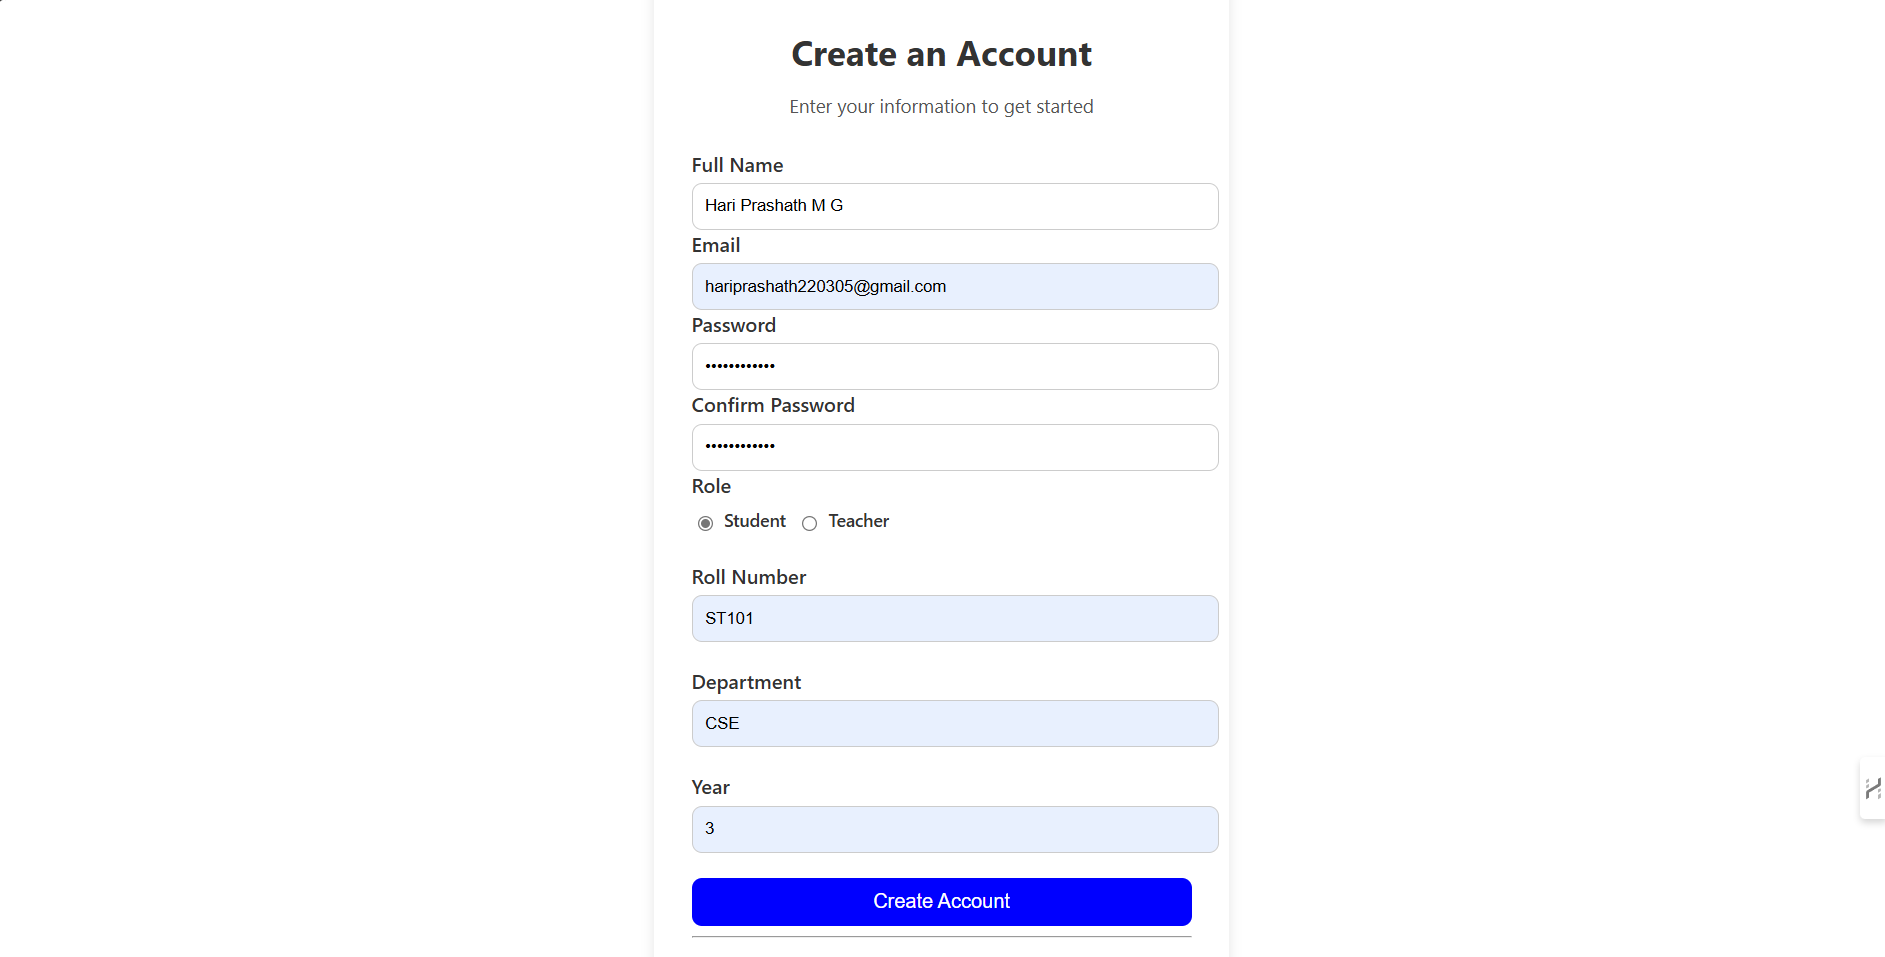 Create an Account
Enter your information to get started
Full Name
Hari Prashath M G
Email
hariprashath220305@gmail.com
Password
••••••••••••
Confirm Password
••••••••••••
Role
Student Teacher
Roll Number
ST101
Department
CSE
Year
3
Create Account